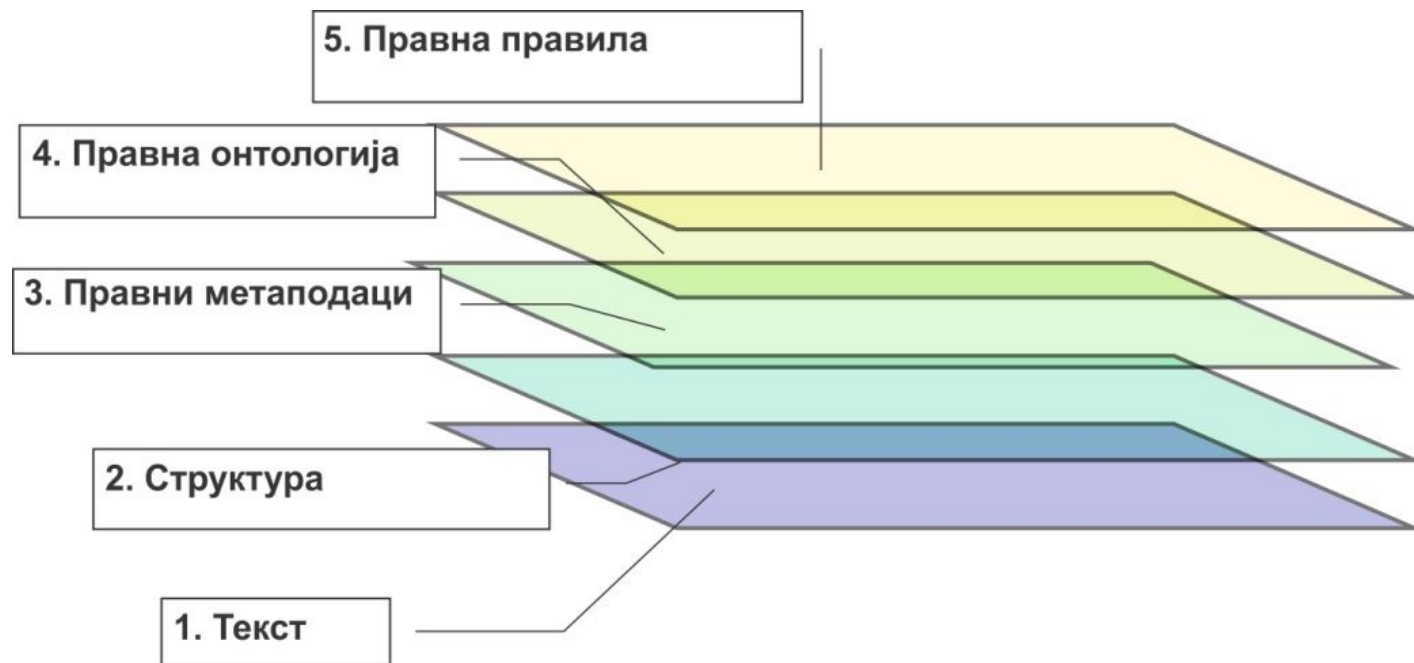 5. Правна правила
4. Правна онтологија
3. Правни метаподаци
2. Структура
1. Текст